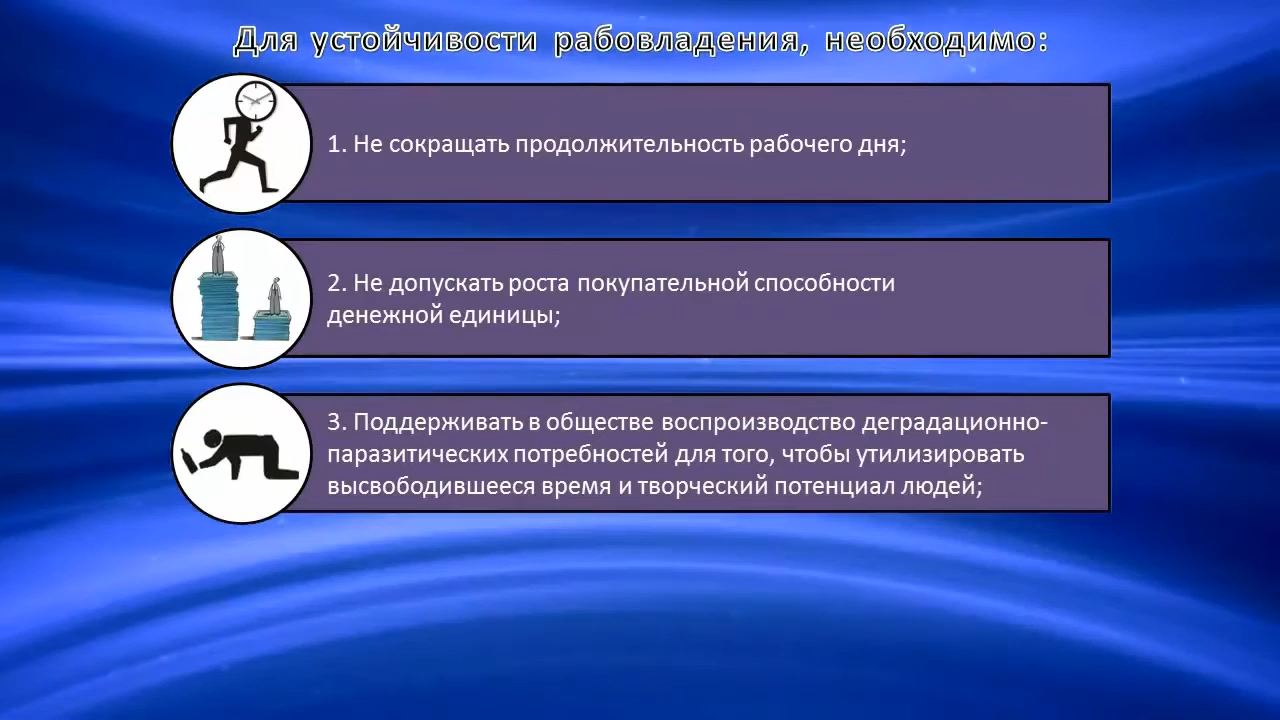 Для устойчивости рабовладения, необходимо:
1. Не сокращать продолжительность рабочего дня;
2. Не допускать роста покупательной способности
денежной единицы;
3. Поддерживать в обществе воспроизводство деградационно-
паразитических потребностей для того, чтобы утилизировать
высвободившееся время и творческий потенциал людей;